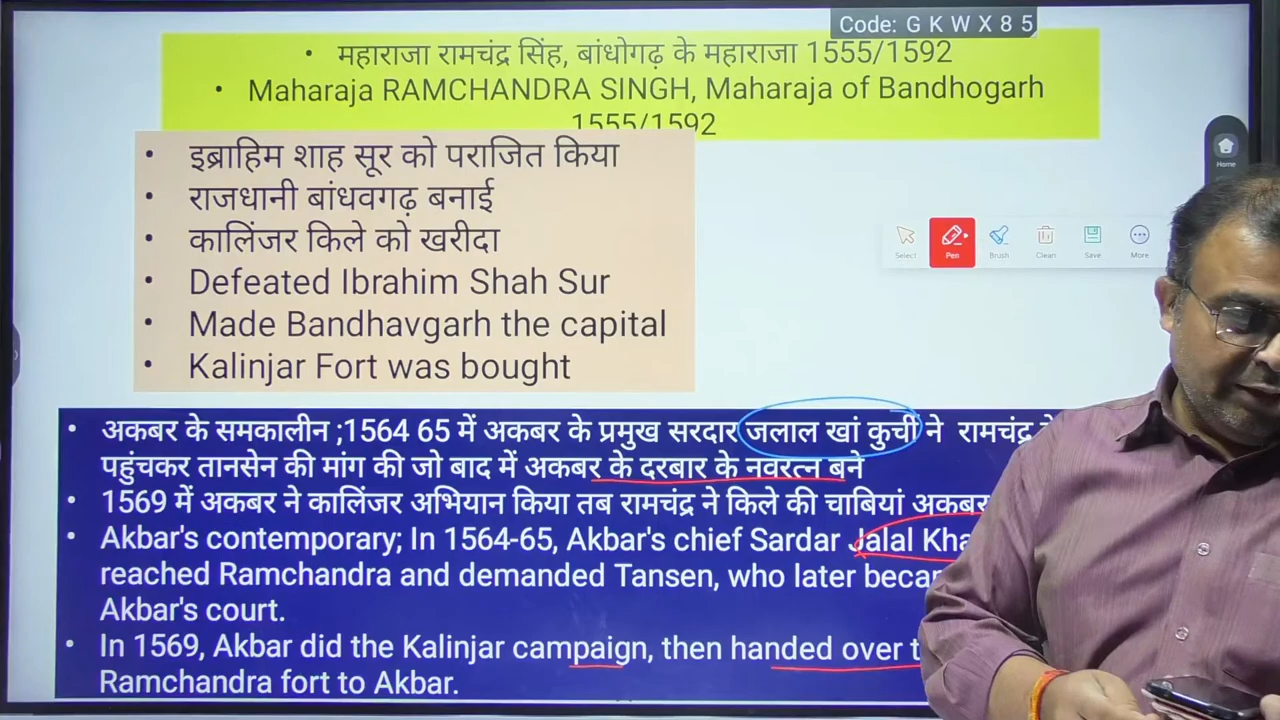 Code: G K W X 8 5
• महाराजा रामचंद्र सिंह, बांधोगढ़ के महाराजा 1555/1592
• Maharaja RAMCHANDRA SINGH, Maharaja of Bandhogarh
1555/1592
• इब्राहिम शाह सूर को पराजित किया
• राजधानी बांधवगढ़ बनाई
• कालिंजर किले को खरीदा
• Defeated Ibrahim Shah Sur
• Made Bandhavgarh the capital
• Kalinjar Fort was bought
Home
Select Pen Brush Clean Save More
• अकबर के समकालीन ;1564 65 में अकबर के प्रमुख सरदार जलाल खां कुर्ची ने रामचंद्र
पहुंचकर तानसेन की मांग की जो बाद में अकबर के दरबार के नवरत्न बने
• 1569 में अकबर ने कालिंजर अभियान किया तब रामचंद्र ने किले की चाबियां अकबर
• Akbar's contemporary; In 1564-65, Akbar's chief Sardar Jalal
reached Ramchandra and demanded Tansen, who later
Akbar's court.
• In 1569, Akbar did the Kalinjar campaign, then handed over
Ramchandra fort to Akbar.